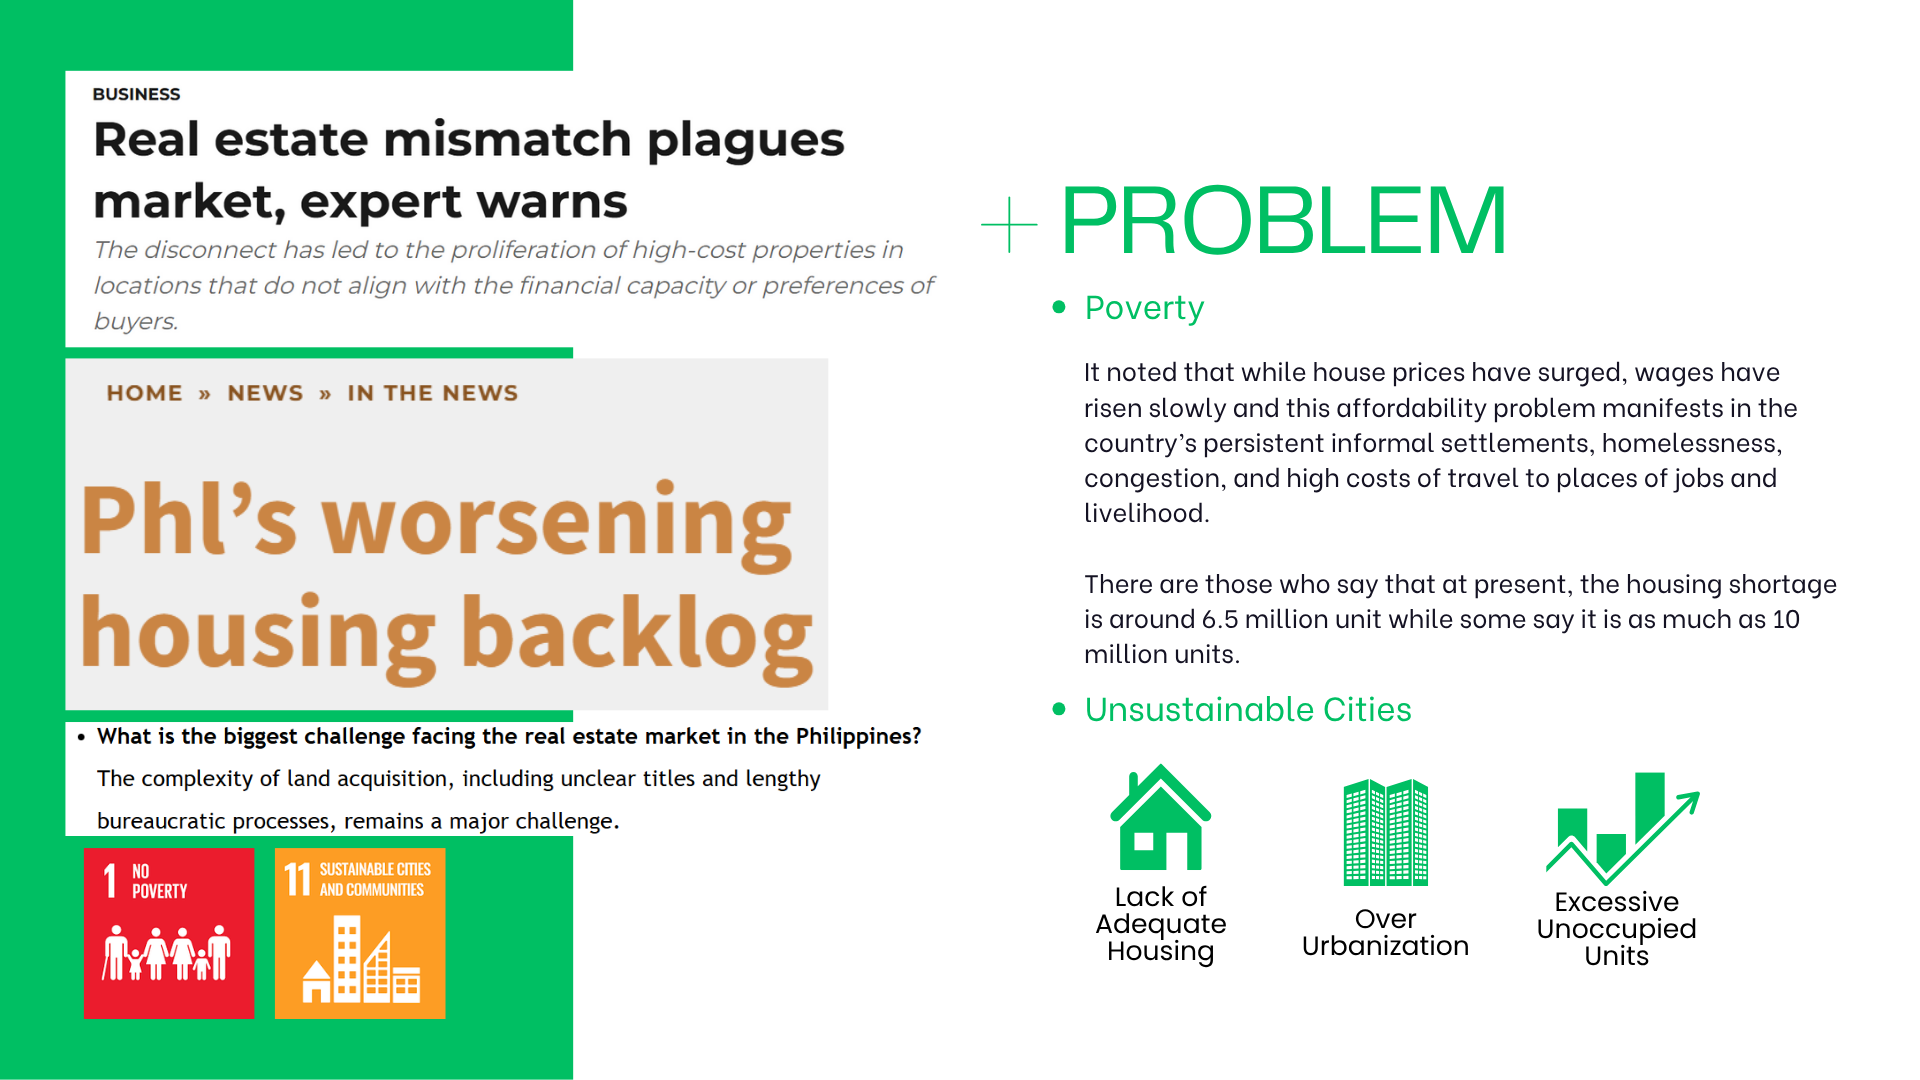 BUSINESS
Real estate mismatch plagues
market, expert warns
The disconnect has led to the proliferation of high-cost properties in
locations that do not align with the financial capacity or preferences of
buyers.
HOME » NEWS » IN THE NEWS
Phl’s worsening
housing backlog
• What is the biggest challenge facing the real estate market in the Philippines?
The complexity of land acquisition, including unclear titles and lengthy
bureaucratic processes, remains a major challenge.
1 NO
POVERTY
11 SUSTAINABLE CITIES
AND COMMUNITIES
PROBLEM
• Poverty
It noted that while house prices have surged, wages have
risen slowly and this affordability problem manifests in the
country’s persistent informal settlements, homelessness,
congestion, and high costs of travel to places of jobs and
livelihood.
There are those who say that at present, the housing shortage
is around 6.5 million unit while some say it is as much as 10
million units.
• Unsustainable Cities
Lack of
Adequate
Housing
Over
Urbanization
Excessive
Unoccupied
Units